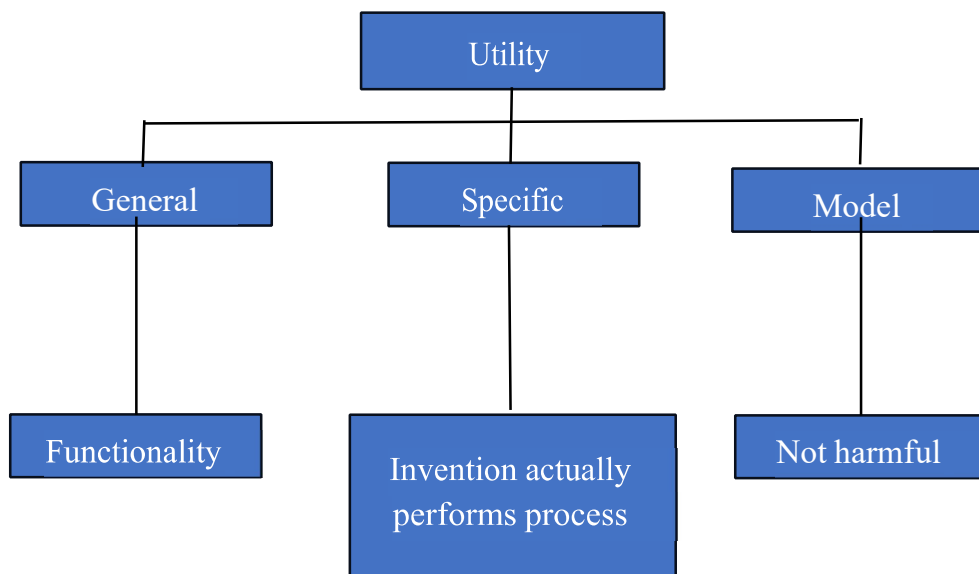 Utility
General
Specific
Model
Functionality
Invention actually
performs process
Not harmful